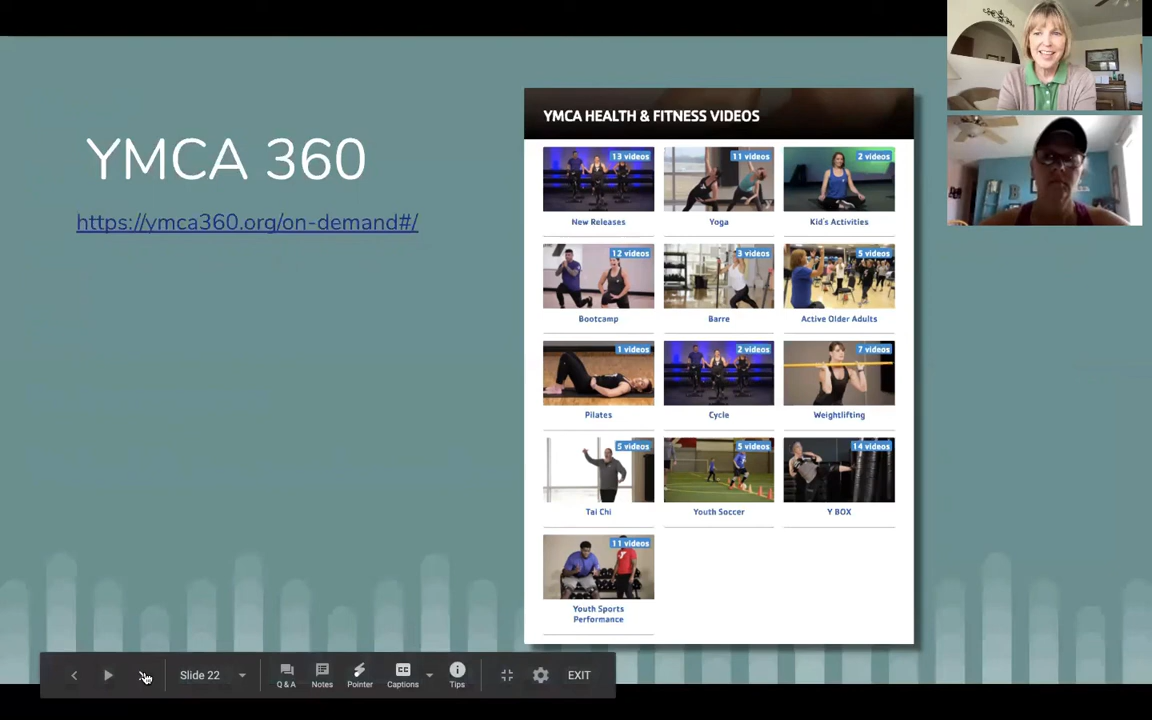 YMCA 360
https://ymca360.org/on-demand#/
YMCA HEALTH & FITNESS VIDEOS
13 videos
11 videos
2 videos
New Releases
Yoga
Kid's Activities
12 videos
3 videos
5 videos
Bootcamp
Barre
Active Older Adults
1 videos
2 videos
7 videos
Pilates
Cycle
Weightlifting
5 videos
5 videos
14 videos
Tai Chi
Youth Soccer
Y BOX
11 videos
Youth Sports
Performance
Slide 22
Q & A
Notes
Pointer
Captions
Tips
EXIT